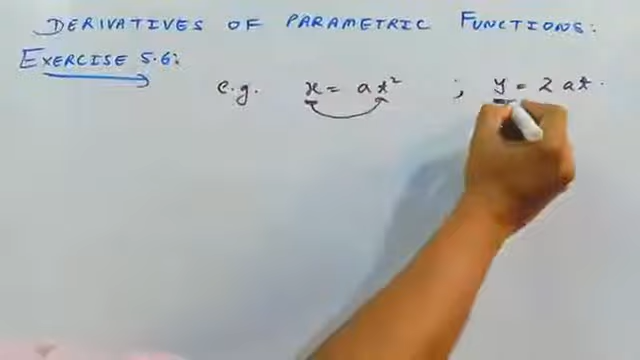 DERIVATIVES OF PARAMETRIC FUNCTIONS:
EXERCISE 5.6:
e.g. x = at² ; y = 2at.